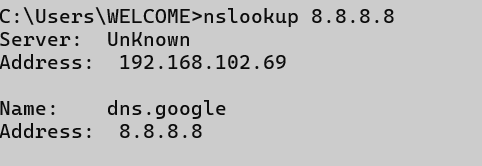 C:\Users\WELCOME>nslookup 8.8.8.8
Server:  UnKnown
Address:  192.168.102.69

Name:    dns.google
Address:  8.8.8.8